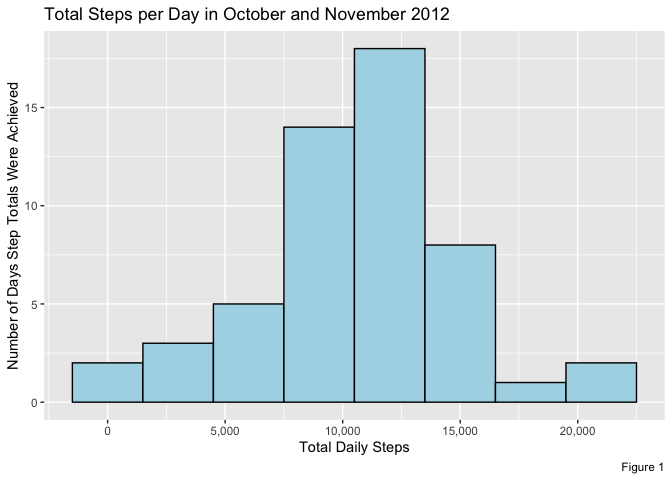 Total Steps per Day in October and November 2012
Number of Days Step Totals Were Achieved
15
10
5
0
0 5,000 10,000 15,000 20,000
Total Daily Steps
Figure 1